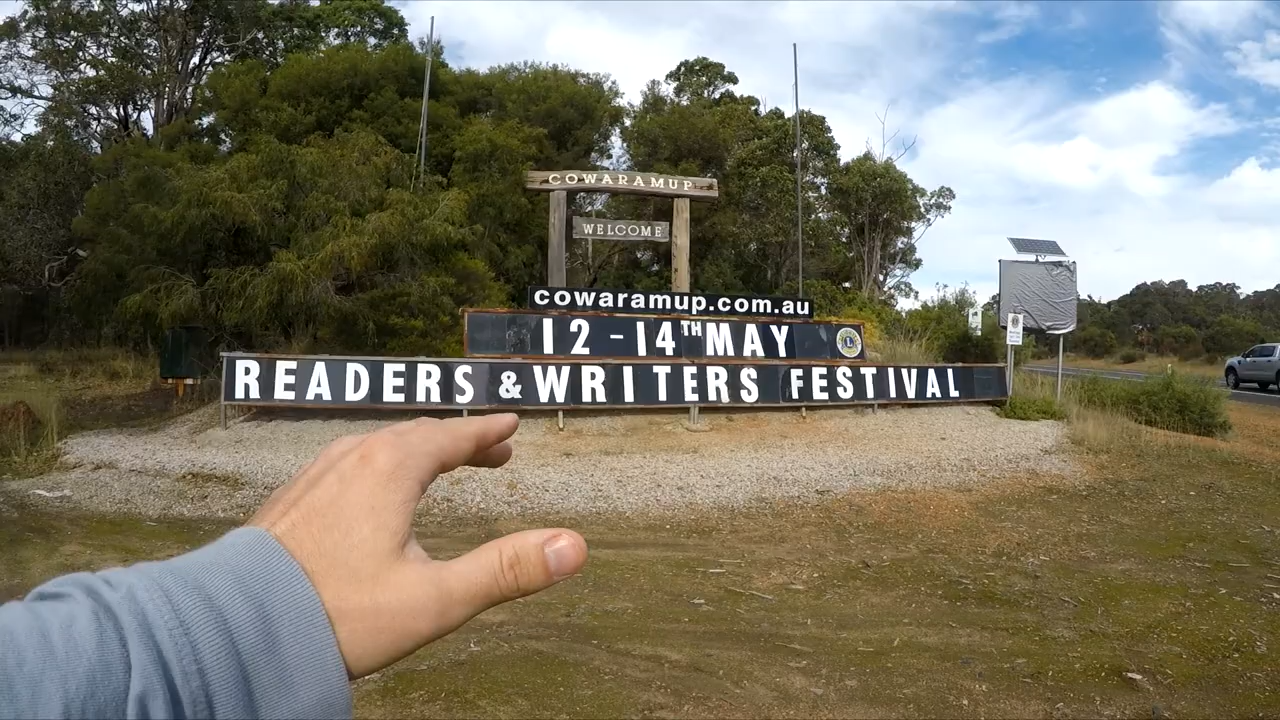 COWARAMUP
WELCOME
cowaramup.com.au
12-14TH MAY
READERS & WRITERS FESTIVAL